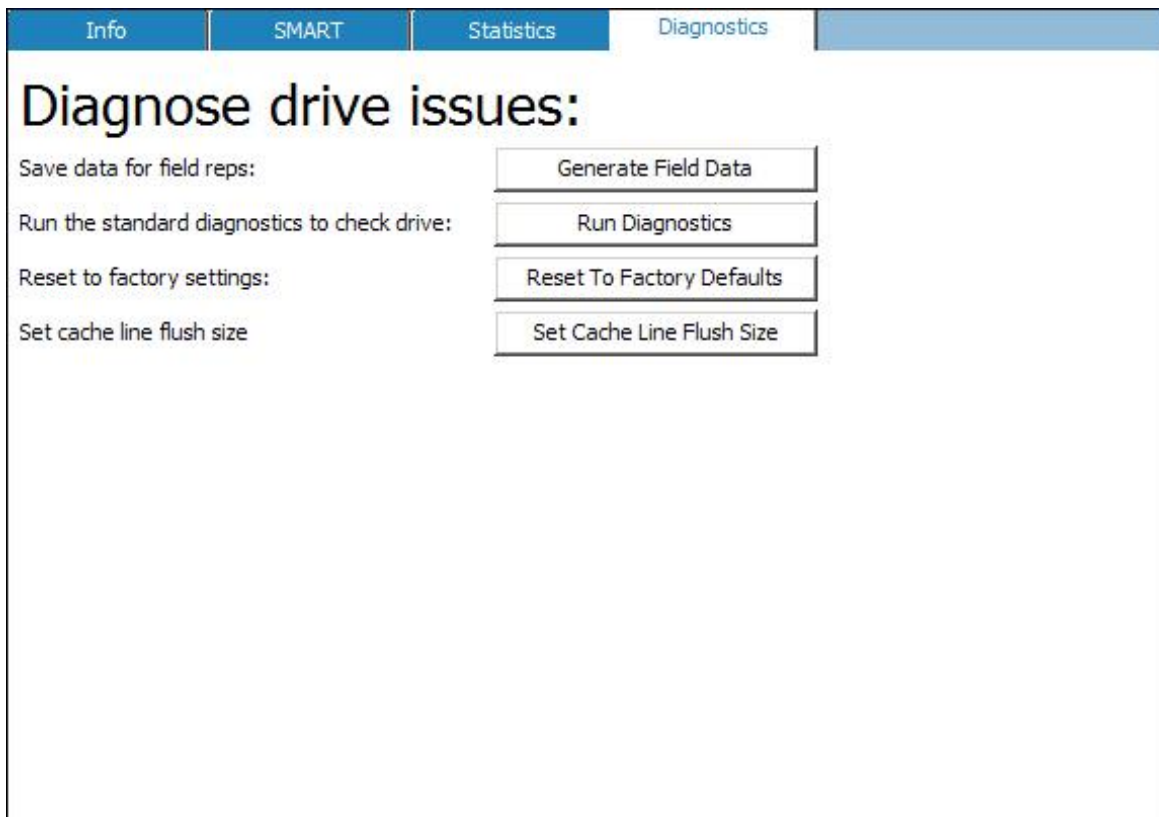 Info SMART Statistics Diagnostics
Diagnose drive issues:
Save data for field reps: Generate Field Data
Run the standard diagnostics to check drive: Run Diagnostics
Reset to factory settings: Reset To Factory Defaults
Set cache line flush size Set Cache Line Flush Size